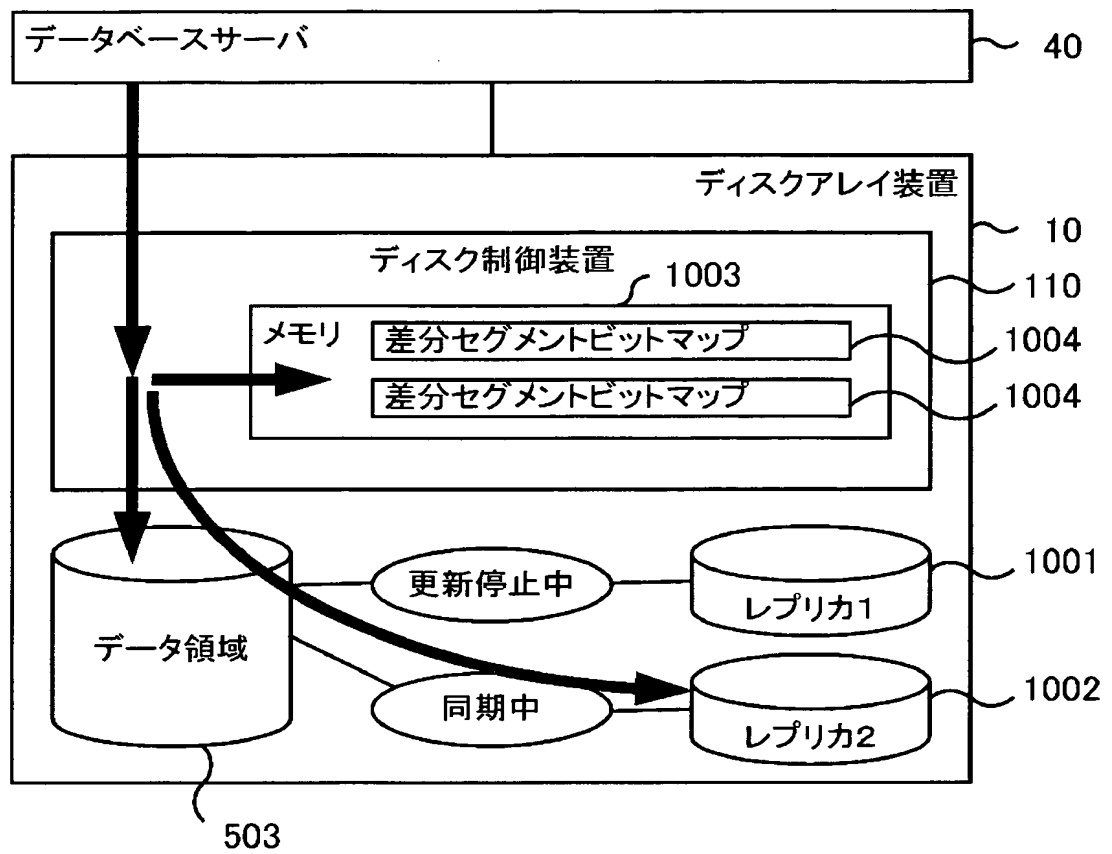 データベースサーバ
40
ディスクアレイ装置
10
ディスク制御装置
110
1003
メモリ
差分セグメントビットマップ
1004
差分セグメントビットマップ
1004
更新停止中
1001
レプリカ1
データ領域
同期中
1002
レプリカ2
503